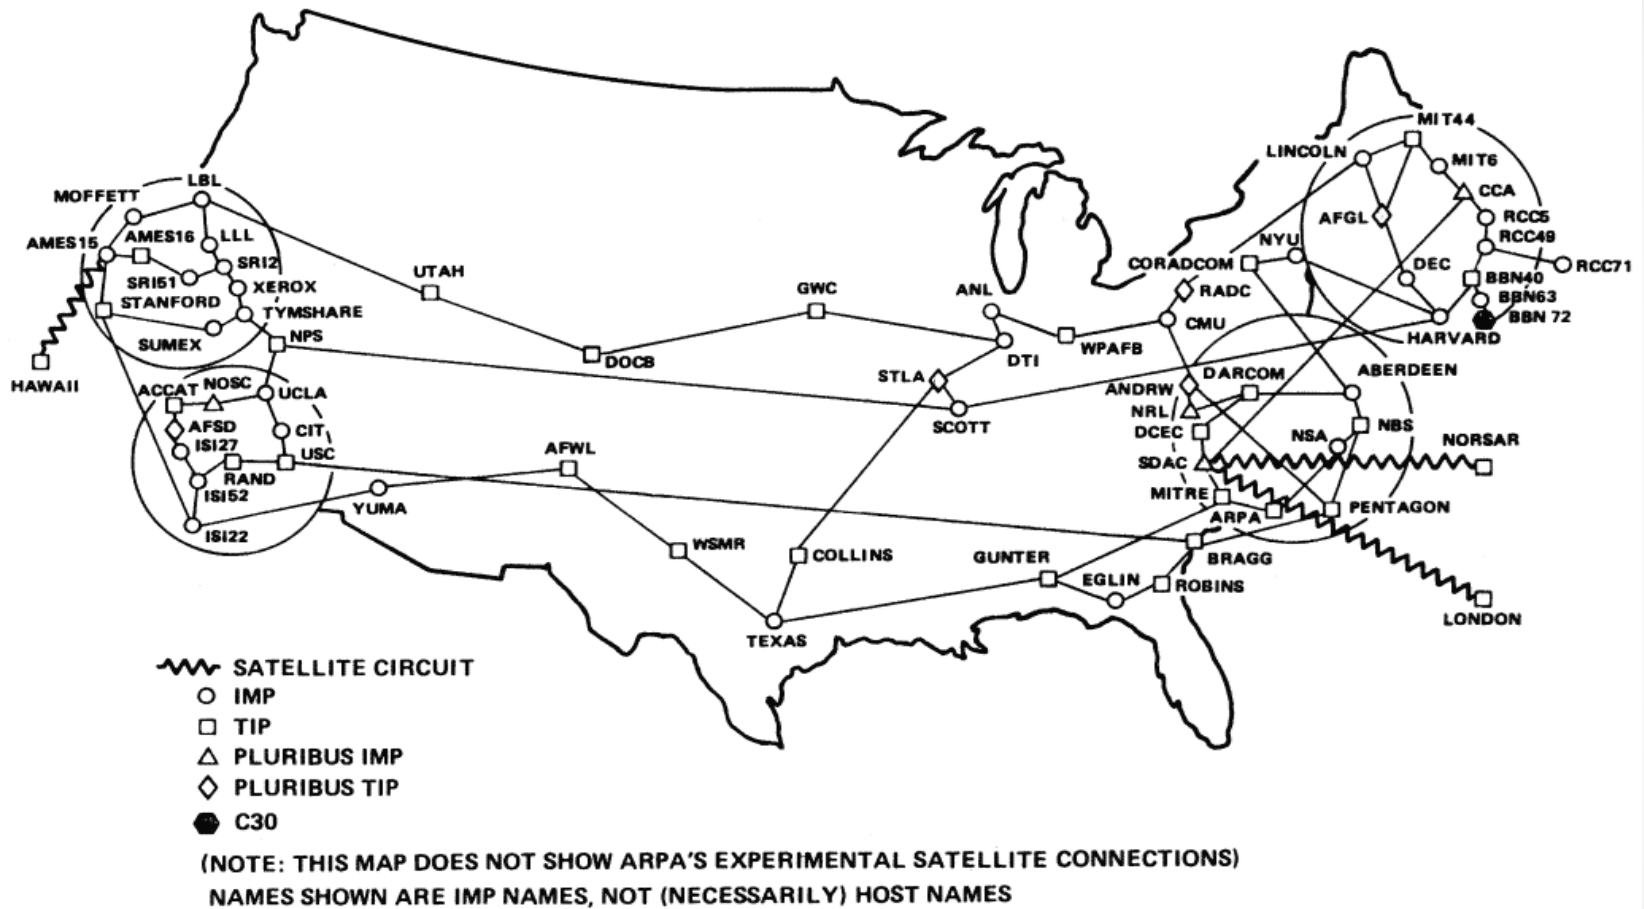 MIT44
LINCOLN
MIT6
LBL
MOFFETT
CCA
AFGL
RCC5
AMES15
AMES16
LLL
NYU
RCC49
SRI2
CORADCOM
DEC
RCC71
SRI51
XEROX
UTAH
BBN40
STANFORD
GWC
ANL
RADC
BBN63
TYMSHARE
BBN 72
SUMEX
NPS
CMU
HARVARD
HAWAII
DOCB
DTI
WPAFB
ABERDEEN
ACCAT
NOSC
UCLA
STLA
ANDRW
DARCOM
NRL
AFSD
CIT
SCOTT
DCEC
NBS
NSA
NORSAR
ISI27
USC
AFWL
SDAC
RAND
ISI52
MITRE
YUMA
ARPA
PENTAGON
ISI22
WSMR
COLLINS
GUNTER
BRAGG
EGLIN
ROBINS
LONDON
TEXAS
SATELLITE CIRCUIT
IMP
TIP
PLURIBUS IMP
PLURIBUS TIP
C30
(NOTE: THIS MAP DOES NOT SHOW ARPA'S EXPERIMENTAL SATELLITE CONNECTIONS)
NAMES SHOWN ARE IMP NAMES, NOT (NECESSARILY) HOST NAMES